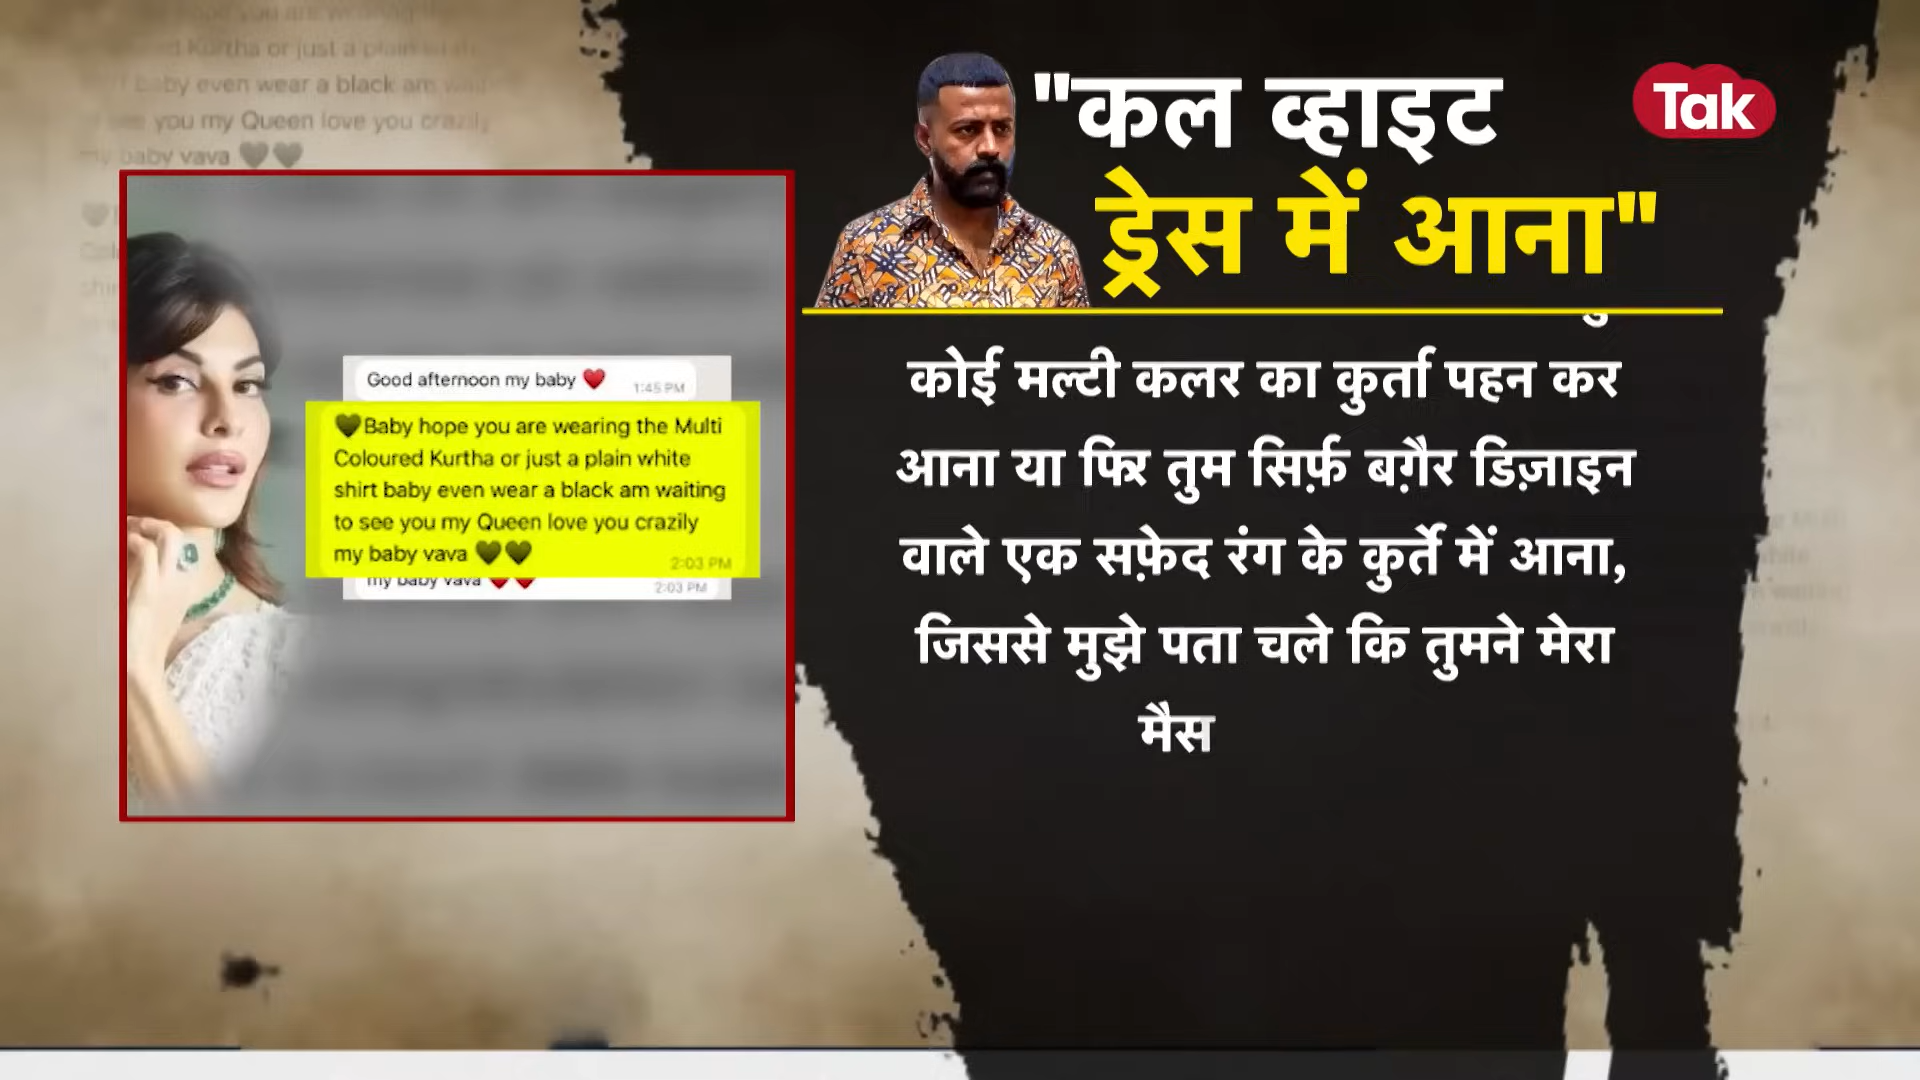 you are wearing the
Kurtha or just a plain
baby even wear a black am
see you my Queen love you crazily
my baby vava 🖤🖤
"कल व्हाइट
ड्रेस में आना"
Tak
Good afternoon my baby ❤️
1:45 PM
🖤Baby hope you are wearing the Multi
Coloured Kurtha or just a plain white
shirt baby even wear a black am waiting
to see you my Queen love you crazily
my baby vava 🖤🖤
2:03 PM
my baby vava ❤️❤️
2:03 PM
कोई मल्टी कलर का कुर्ता पहन कर
आना या फिर तुम सिर्फ़ बग़ैर डिज़ाइन
वाले एक सफ़ेद रंग के कुर्ते में आना,
जिससे मुझे पता चले कि तुमने मेरा
मैस